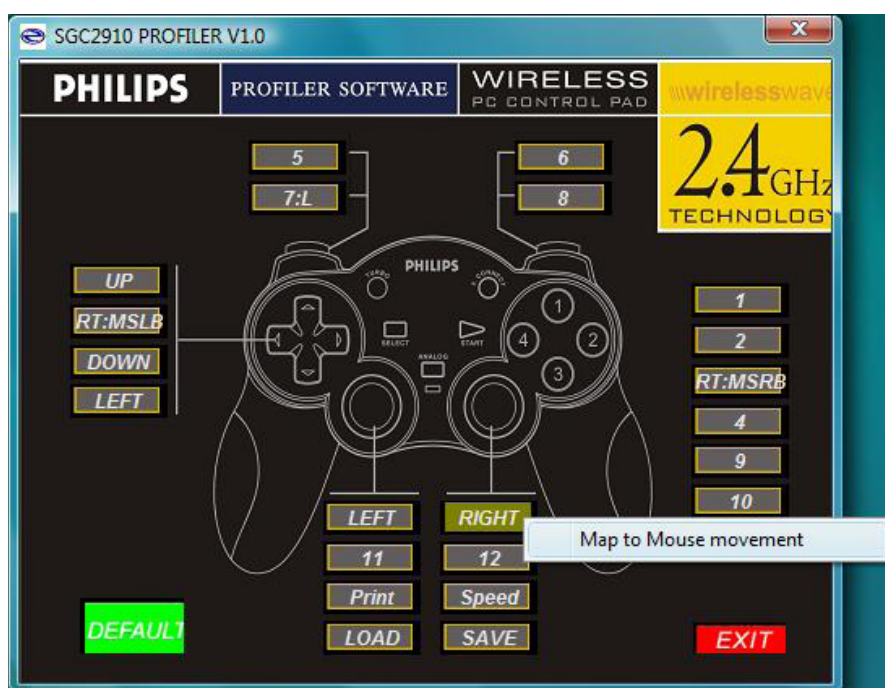 SGC2910 PROFILER V1.0
PHILIPS
PROFILER SOFTWARE
WIRELESS
PC CONTROL PAD
wirelesswave
2.4GHz
TECHNOLOGY
5
7:L
6
8
UP
RT:MSLB
DOWN
LEFT
PHILIPS
TURBO
CONNECT
SELECT
START
ANALOG
1
2
3
4
1
2
RT:MSRB
4
9
10
LEFT
11
Print
LOAD
RIGHT
12
Speed
SAVE
Map to Mouse movement
DEFAULT
EXIT